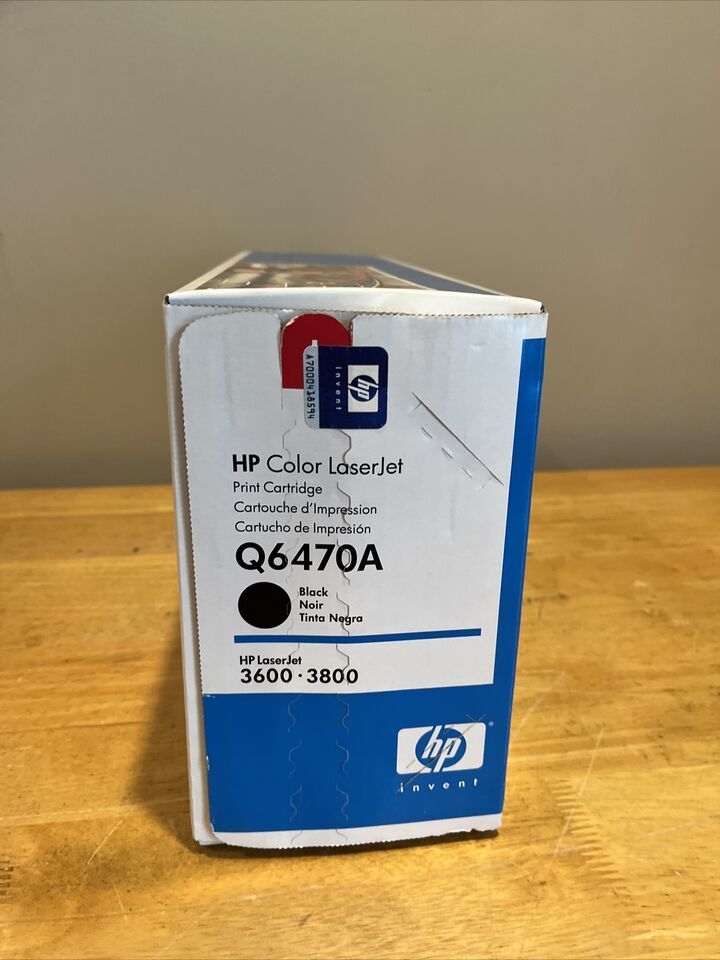 A7000418594
hp
invent
HP Color LaserJet
Print Cartridge
Cartouche d'Impression
Cartucho de Impresión
Q6470A
Black
Noir
Tinta Negra
HP LaserJet
3600 · 3800
hp
invent